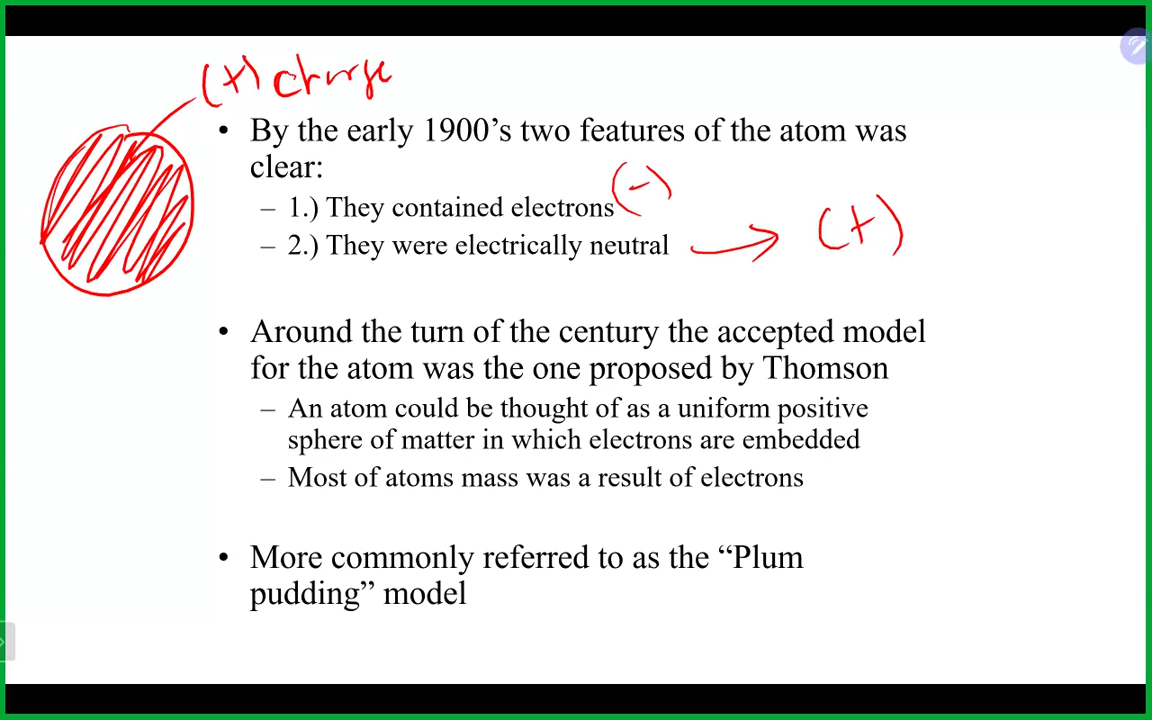 (+) charge
• By the early 1900’s two features of the atom was
clear:
– 1.) They contained electrons (-)
– 2.) They were electrically neutral → (+)
• Around the turn of the century the accepted model
for the atom was the one proposed by Thomson
– An atom could be thought of as a uniform positive
sphere of matter in which electrons are embedded
– Most of atoms mass was a result of electrons
• More commonly referred to as the “Plum
pudding” model